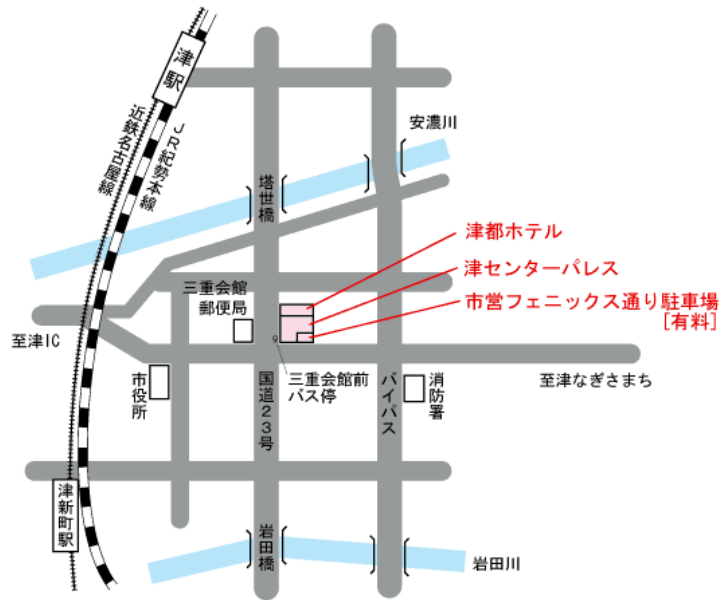 津駅
近鉄名古屋線
JR紀勢本線
安濃川
塔世橋
津都ホテル
津センターパレス
市営フェニックス通り駐車場
[有料]
三重会館
郵便局
至津IC
市役所
国道23号
三重会館前
バス停
バイパス
消防署
至津なぎさまち
津新町駅
岩田橋
岩田川